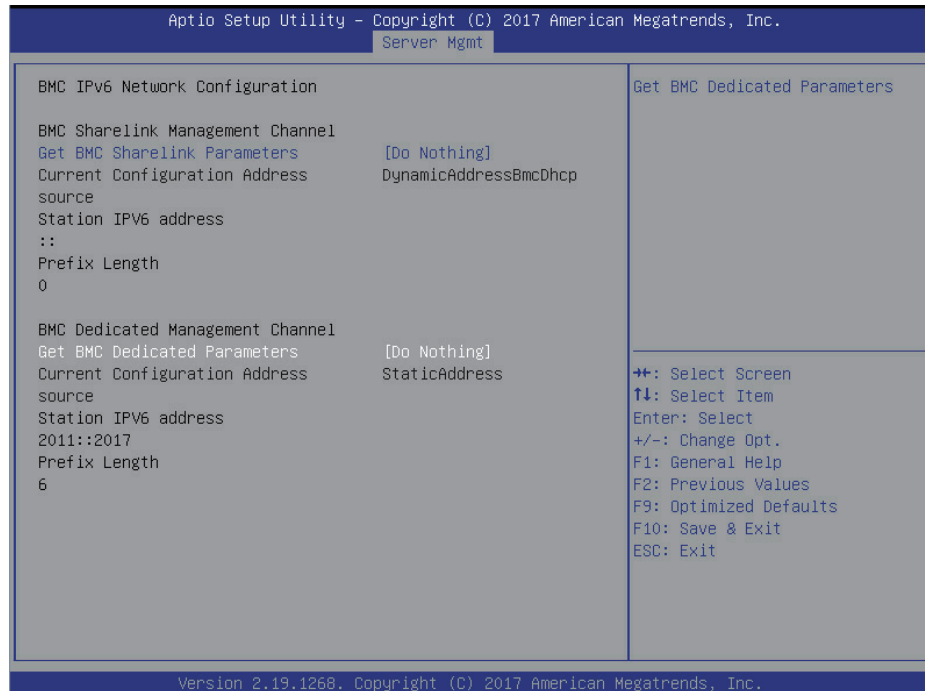 Aptio Setup Utility – Copyright (C) 2017 American Megatrends, Inc.
Server Mgmt
BMC IPv6 Network Configuration
BMC Sharelink Management Channel
Get BMC Sharelink Parameters [Do Nothing]
Current Configuration Address DynamicAddressBmcDhcp
source
Station IPV6 address
::
Prefix Length
0
BMC Dedicated Management Channel
Get BMC Dedicated Parameters [Do Nothing]
Current Configuration Address StaticAddress
source
Station IPV6 address
2011::2017
Prefix Length
6
Get BMC Dedicated Parameters
→←: Select Screen
↑↓: Select Item
Enter: Select
+/-: Change Opt.
F1: General Help
F2: Previous Values
F9: Optimized Defaults
F10: Save & Exit
ESC: Exit
Version 2.19.1268. Copyright (C) 2017 American Megatrends, Inc.